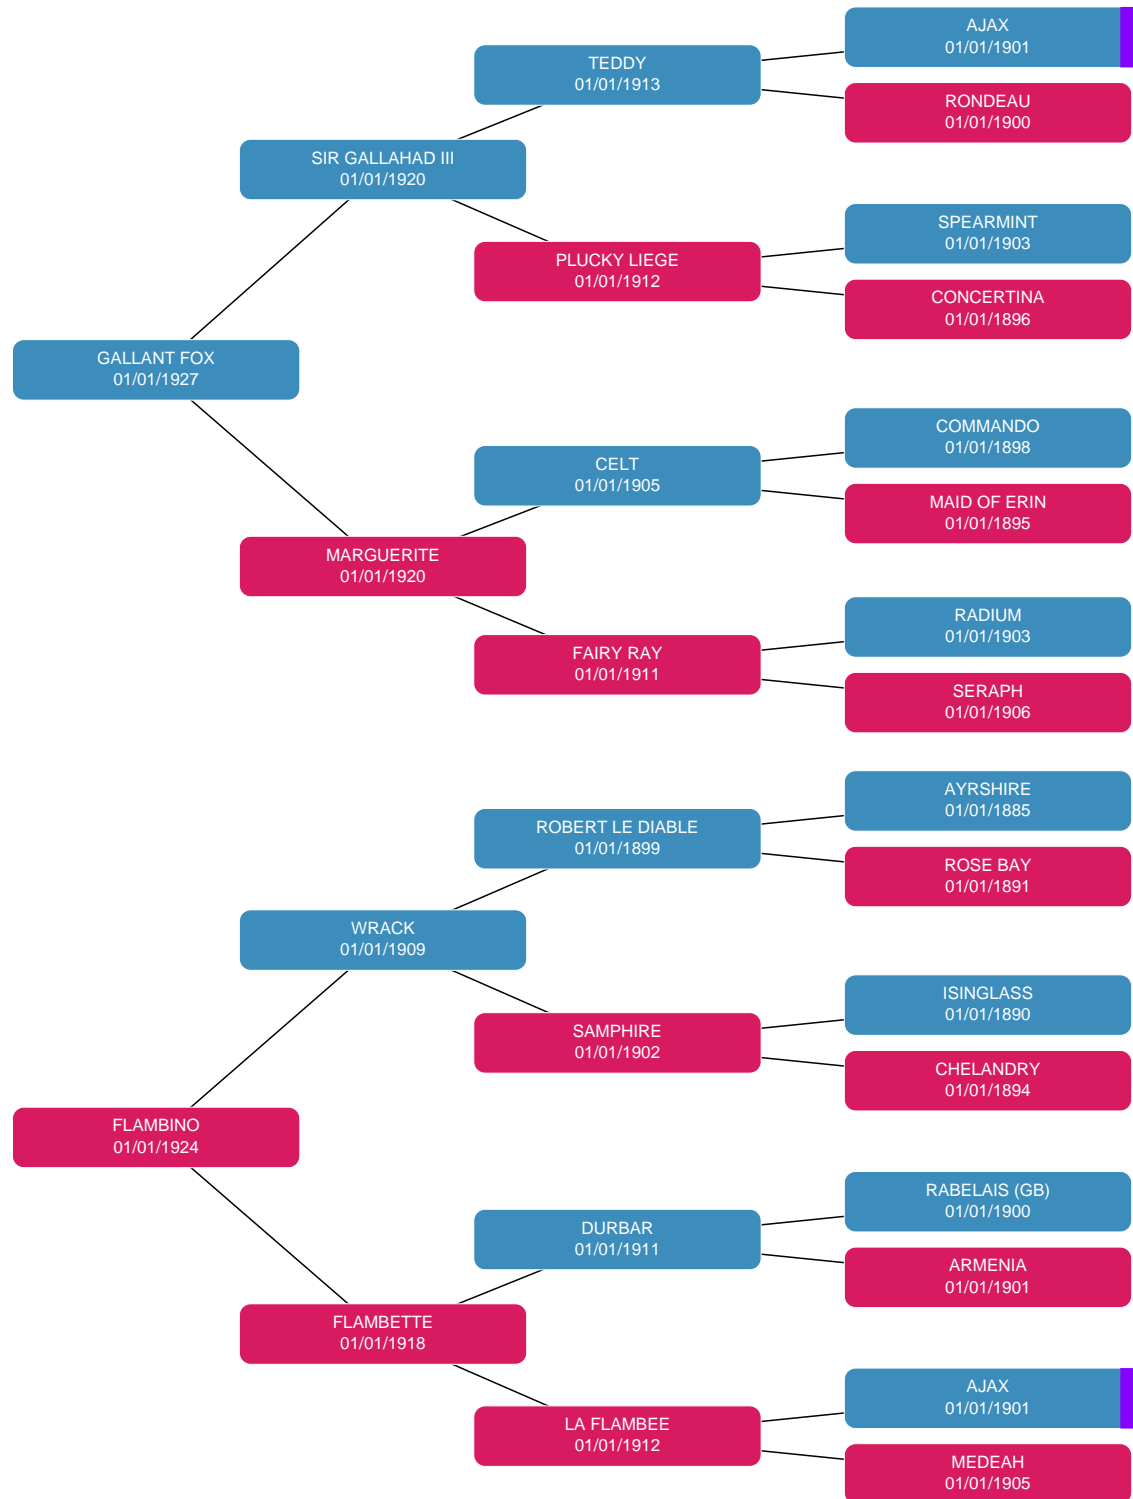 AJAX
01/01/1901
TEDDY
01/01/1913
RONDEAU
01/01/1900
SIR GALLAHAD III
01/01/1920
SPEARMINT
01/01/1903
PLUCKY LIEGE
01/01/1912
CONCERTINA
01/01/1896
GALLANT FOX
01/01/1927
COMMANDO
01/01/1898
CELT
01/01/1905
MAID OF ERIN
01/01/1895
MARGUERITE
01/01/1920
RADIUM
01/01/1903
FAIRY RAY
01/01/1911
SERAPH
01/01/1906
AYRSHIRE
01/01/1885
ROBERT LE DIABLE
01/01/1899
ROSE BAY
01/01/1891
WRACK
01/01/1909
ISINGLASS
01/01/1890
SAMPHIRE
01/01/1902
CHELANDRY
01/01/1894
FLAMBINO
01/01/1924
RABELAIS (GB)
01/01/1900
DURBAR
01/01/1911
ARMENIA
01/01/1901
FLAMBETTE
01/01/1918
AJAX
01/01/1901
LA FLAMBEE
01/01/1912
MEDEAH
01/01/1905